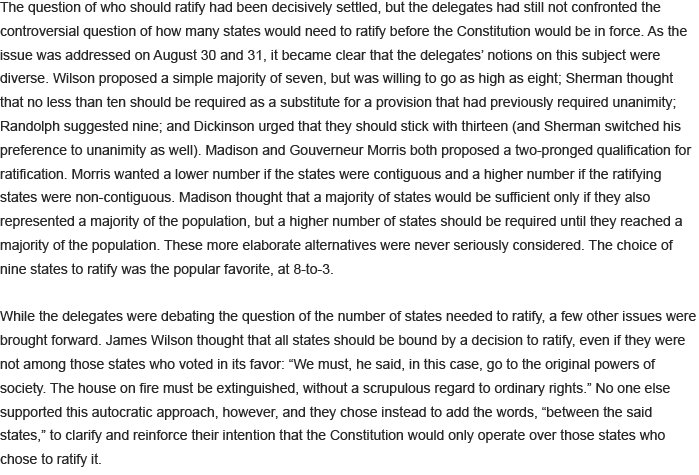 The question of who should ratify had been decisively settled, but the delegates had still not confronted the
controversial question of how many states would need to ratify before the Constitution would be in force. As the
issue was addressed on August 30 and 31, it became clear that the delegates' notions on this subject were
diverse. Wilson proposed a simple majority of seven, but was willing to go as high as eight; Sherman thought
that no less than ten should be required as a substitute for a provision that had previously required unanimity;
Randolph suggested nine; and Dickinson urged that they should stick with thirteen (and Sherman switched his
preference to unanimity as well). Madison and Gouverneur Morris both proposed a two-pronged qualification for
ratification. Morris wanted a lower number if the states were contiguous and a higher number if the ratifying
states were non-contiguous. Madison thought that a majority of states would be sufficient only if they also
represented a majority of the population, but a higher number of states should be required until they reached a
majority of the population. These more elaborate alternatives were never seriously considered. The choice of
nine states to ratify was the popular favorite, at 8-to-3.
While the delegates were debating the question of the number of states needed to ratify, a few other issues were
brought forward. James Wilson thought that all states should be bound by a decision to ratify, even if they were
not among those states who voted in its favor: “We must, he said, in this case, go to the original powers of
society. The house on fire must be extinguished, without a scrupulous regard to ordinary rights.” No one else
supported this autocratic approach, however, and they chose instead to add the words, “between the said
states,” to clarify and reinforce their intention that the Constitution would only operate over those states who
chose to ratify it.